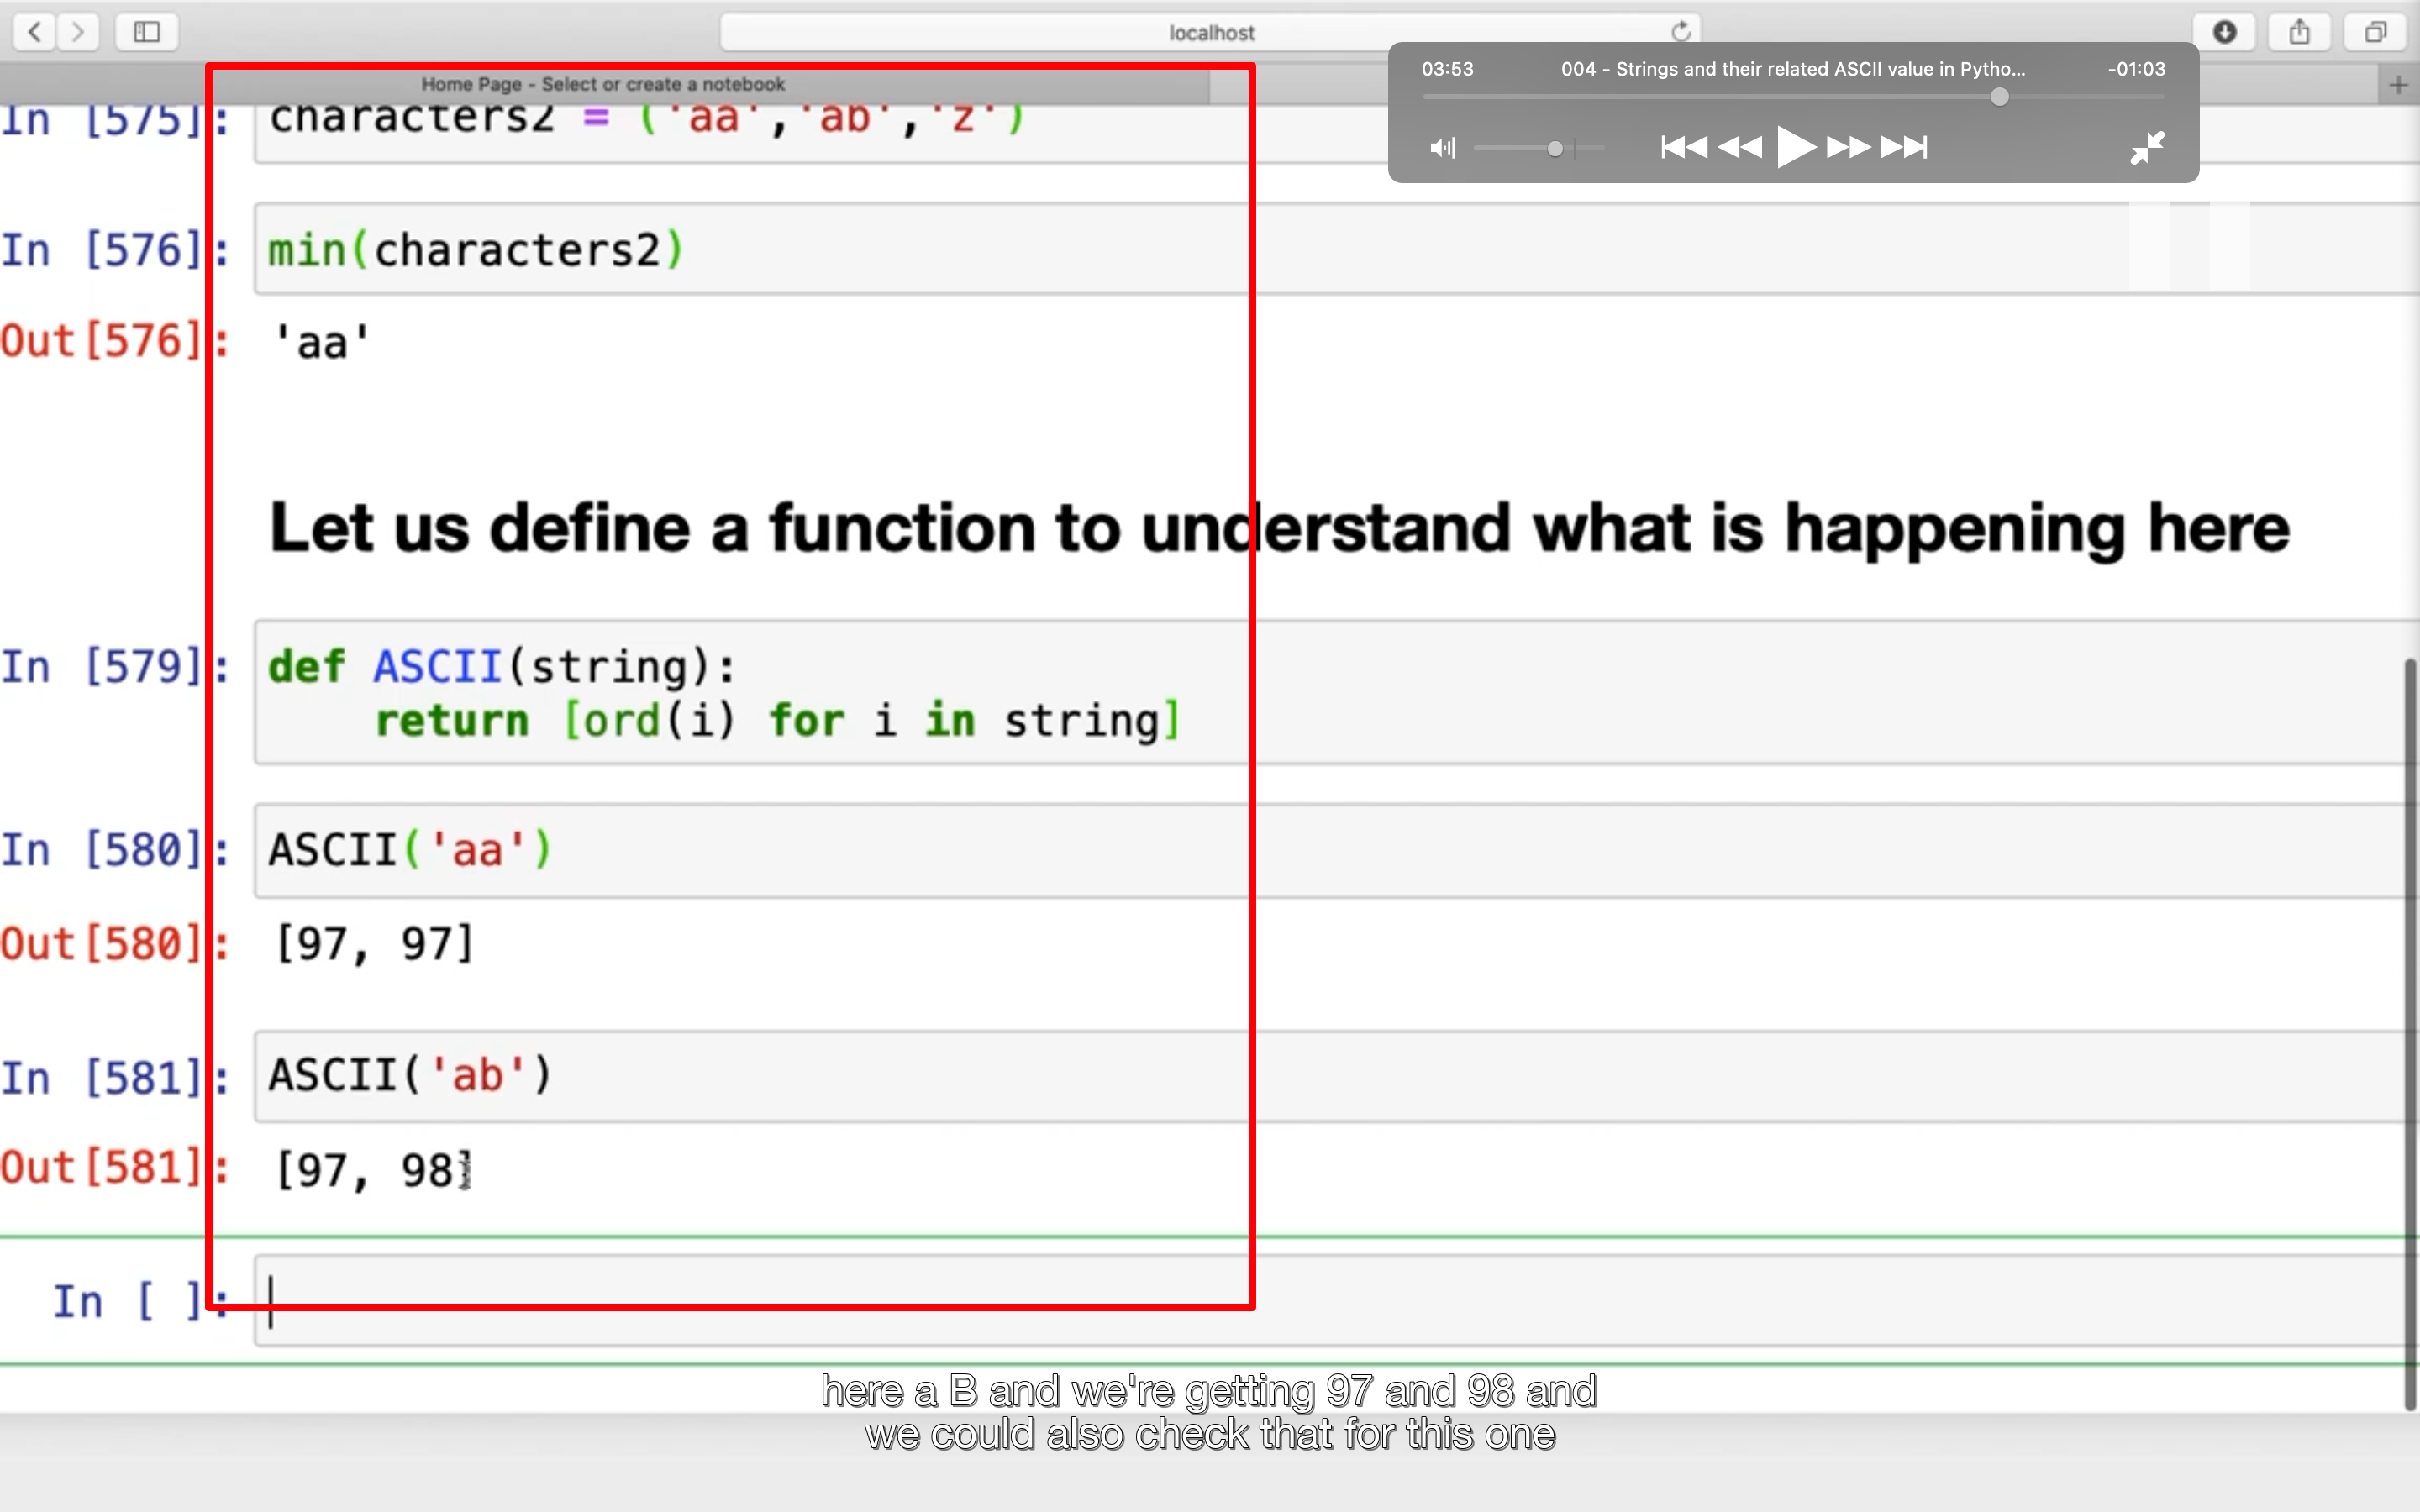 localhost
Home Page - Select or create a notebook
03:53 004 - Strings and their related ASCII value in Pytho... -01:03
In [575]: characters2 = ('aa','ab','z')
In [576]: min(characters2)
Out[576]: 'aa'
Let us define a function to understand what is happening here
In [579]: def ASCII(string):
return [ord(i) for i in string]
In [580]: ASCII('aa')
Out[580]: [97, 97]
In [581]: ASCII('ab')
Out[581]: [97, 98]
In [ ]:
here a B and we're getting 97 and 98 and
we could also check that for this one